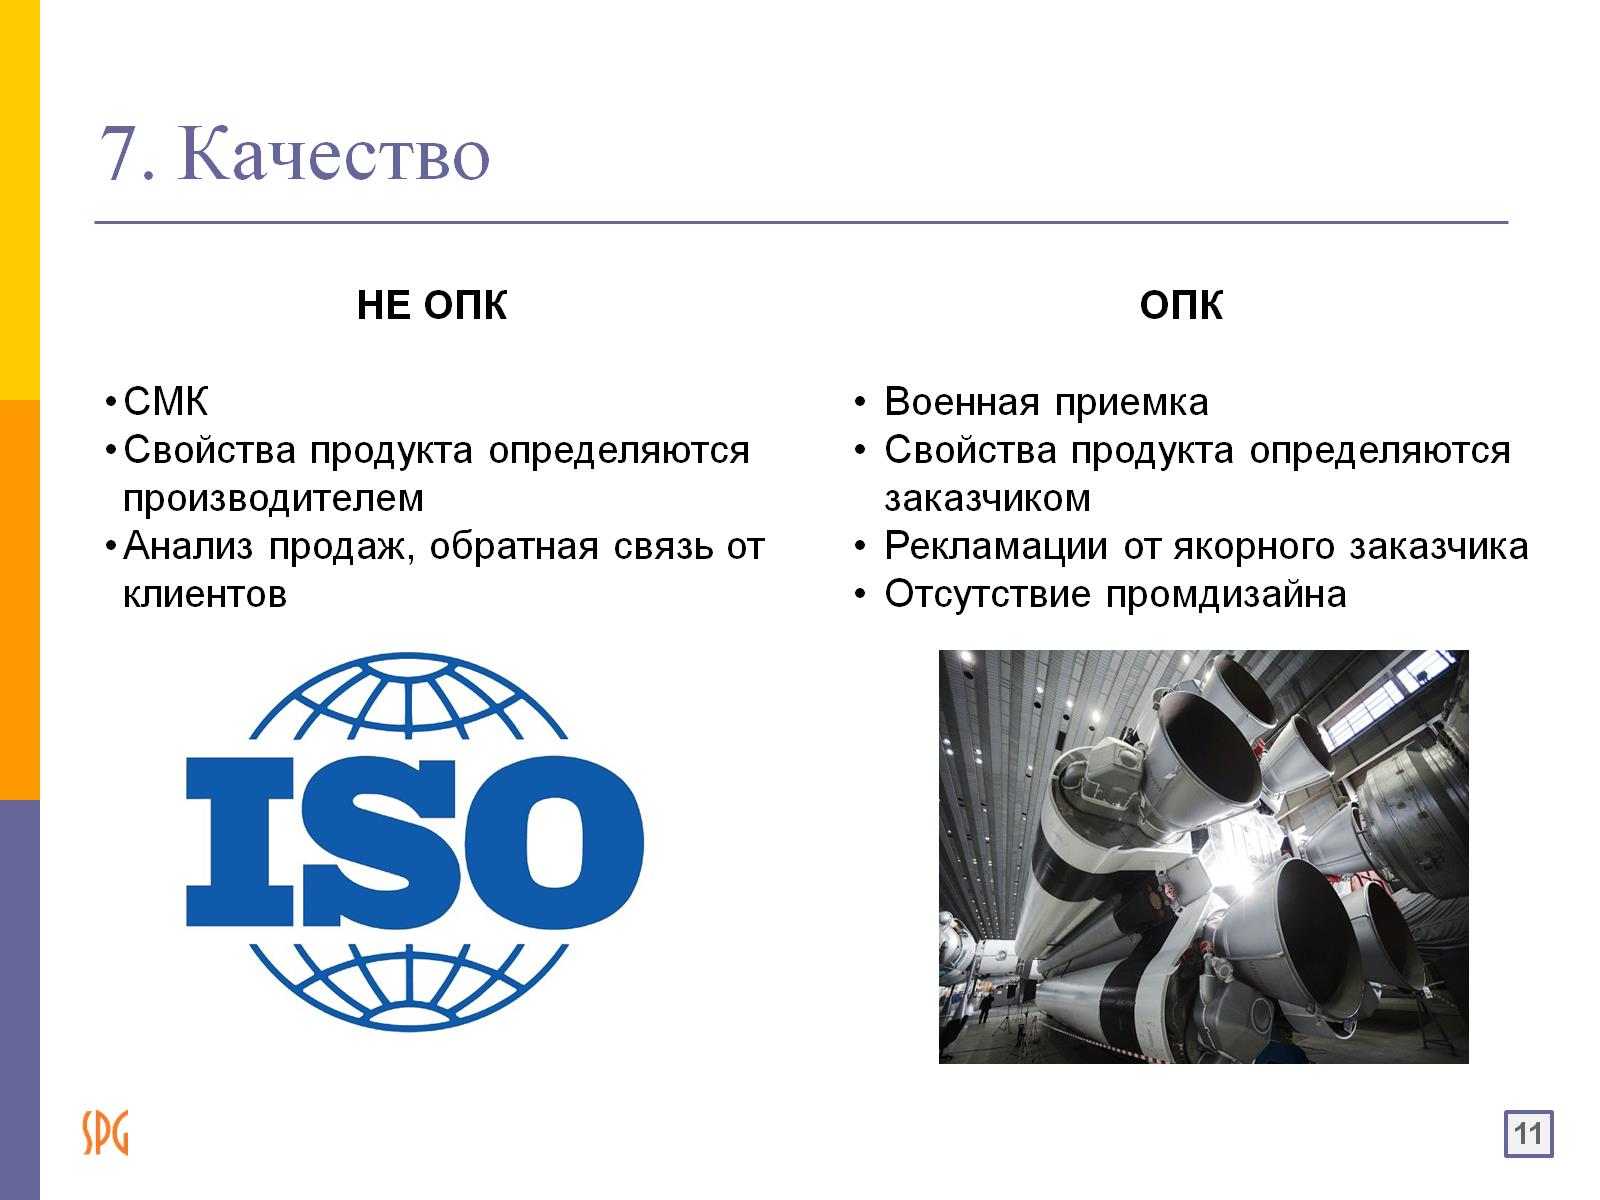 7. Качество
НЕ ОПК
•СМК
•Свойства продукта определяются
производителем
•Анализ продаж, обратная связь от
клиентов
ISO
ОПК
• Военная приемка
• Свойства продукта определяются
заказчиком
• Рекламации от якорного заказчика
• Отсутствие промдизайна
SPG
11